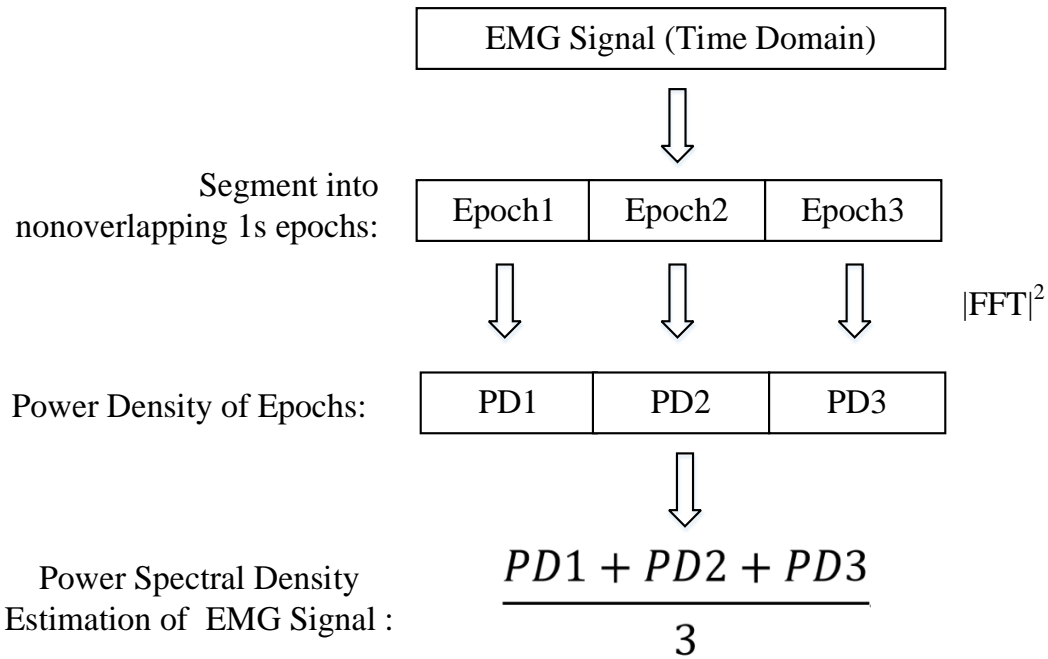 EMG Signal (Time Domain)
Segment into
nonoverlapping 1s epochs:
Epoch1 Epoch2 Epoch3
|FFT|²
Power Density of Epochs:
PD1 PD2 PD3
Power Spectral Density
Estimation of EMG Signal :
PD1 + PD2 + PD3
3